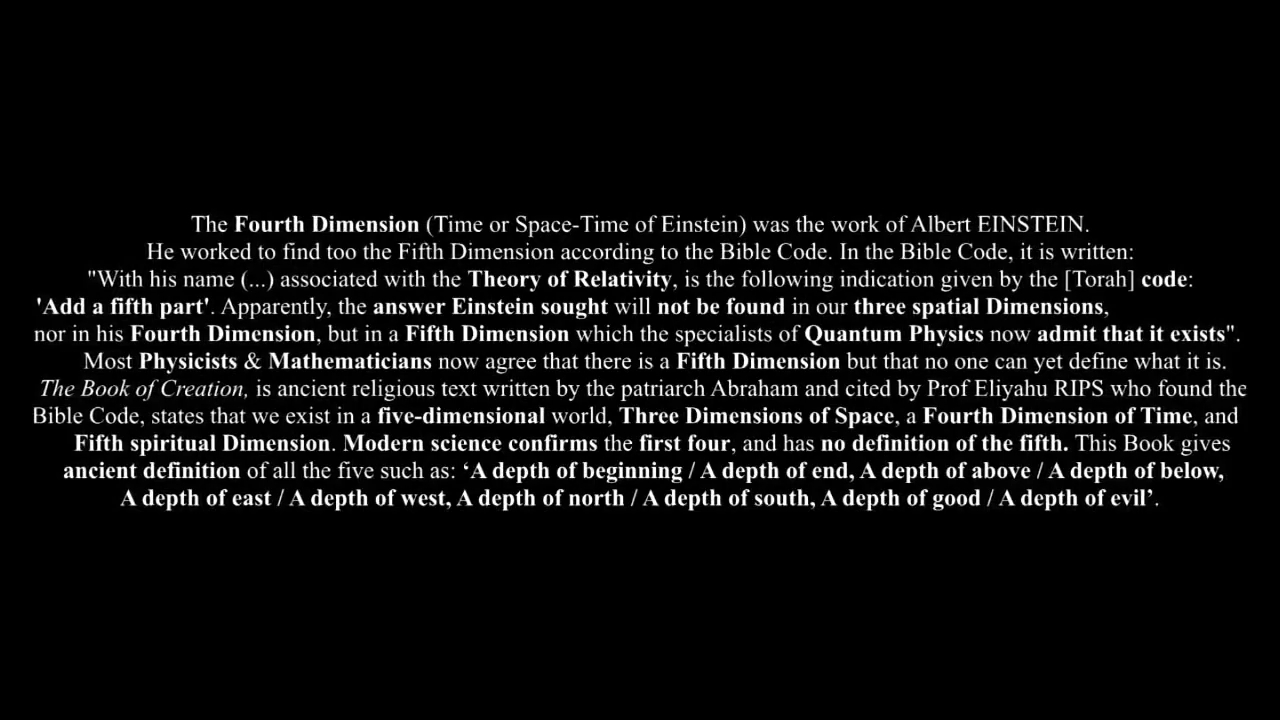 The Fourth Dimension (Time or Space-Time of Einstein) was the work of Albert EINSTEIN.
He worked to find too the Fifth Dimension according to the Bible Code. In the Bible Code, it is written:
"With his name (...) associated with the Theory of Relativity, is the following indication given by the [Torah] code:
'Add a fifth part'. Apparently, the answer Einstein sought will not be found in our three spatial Dimensions,
nor in his Fourth Dimension, but in a Fifth Dimension which the specialists of Quantum Physics now admit that it exists".
Most Physicists & Mathematicians now agree that there is a Fifth Dimension but that no one can yet define what it is.
The Book of Creation, is ancient religious text written by the patriarch Abraham and cited by Prof Eliyahu RIPS who found the
Bible Code, states that we exist in a five-dimensional world, Three Dimensions of Space, a Fourth Dimension of Time, and
Fifth spiritual Dimension. Modern science confirms the first four, and has no definition of the fifth. This Book gives
ancient definition of all the five such as: ‘A depth of beginning / A depth of end, A depth of above / A depth of below,
A depth of east / A depth of west, A depth of north / A depth of south, A depth of good / A depth of evil’.